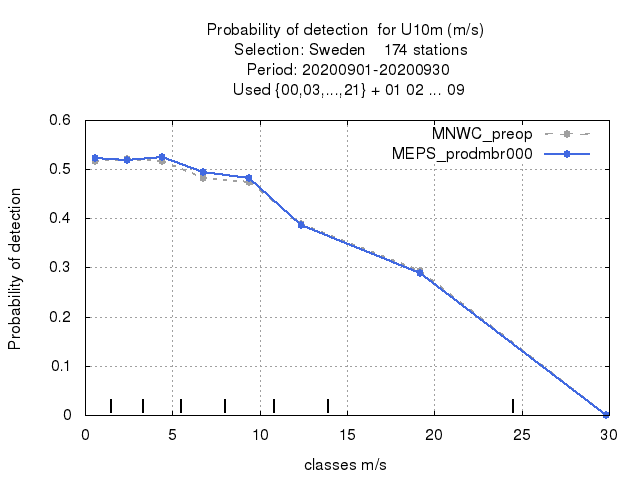 Probability of detection  for U10m (m/s)
Selection: Sweden    174 stations
Period: 20200901-20200930
Used {00,03,...,21} + 01 02 ... 09
MNWC_preop
MEPS_prodmbr000
Probability of detection
0.6
0.5
0.4
0.3
0.2
0.1
0
0 5 10 15 20 25 30
classes m/s